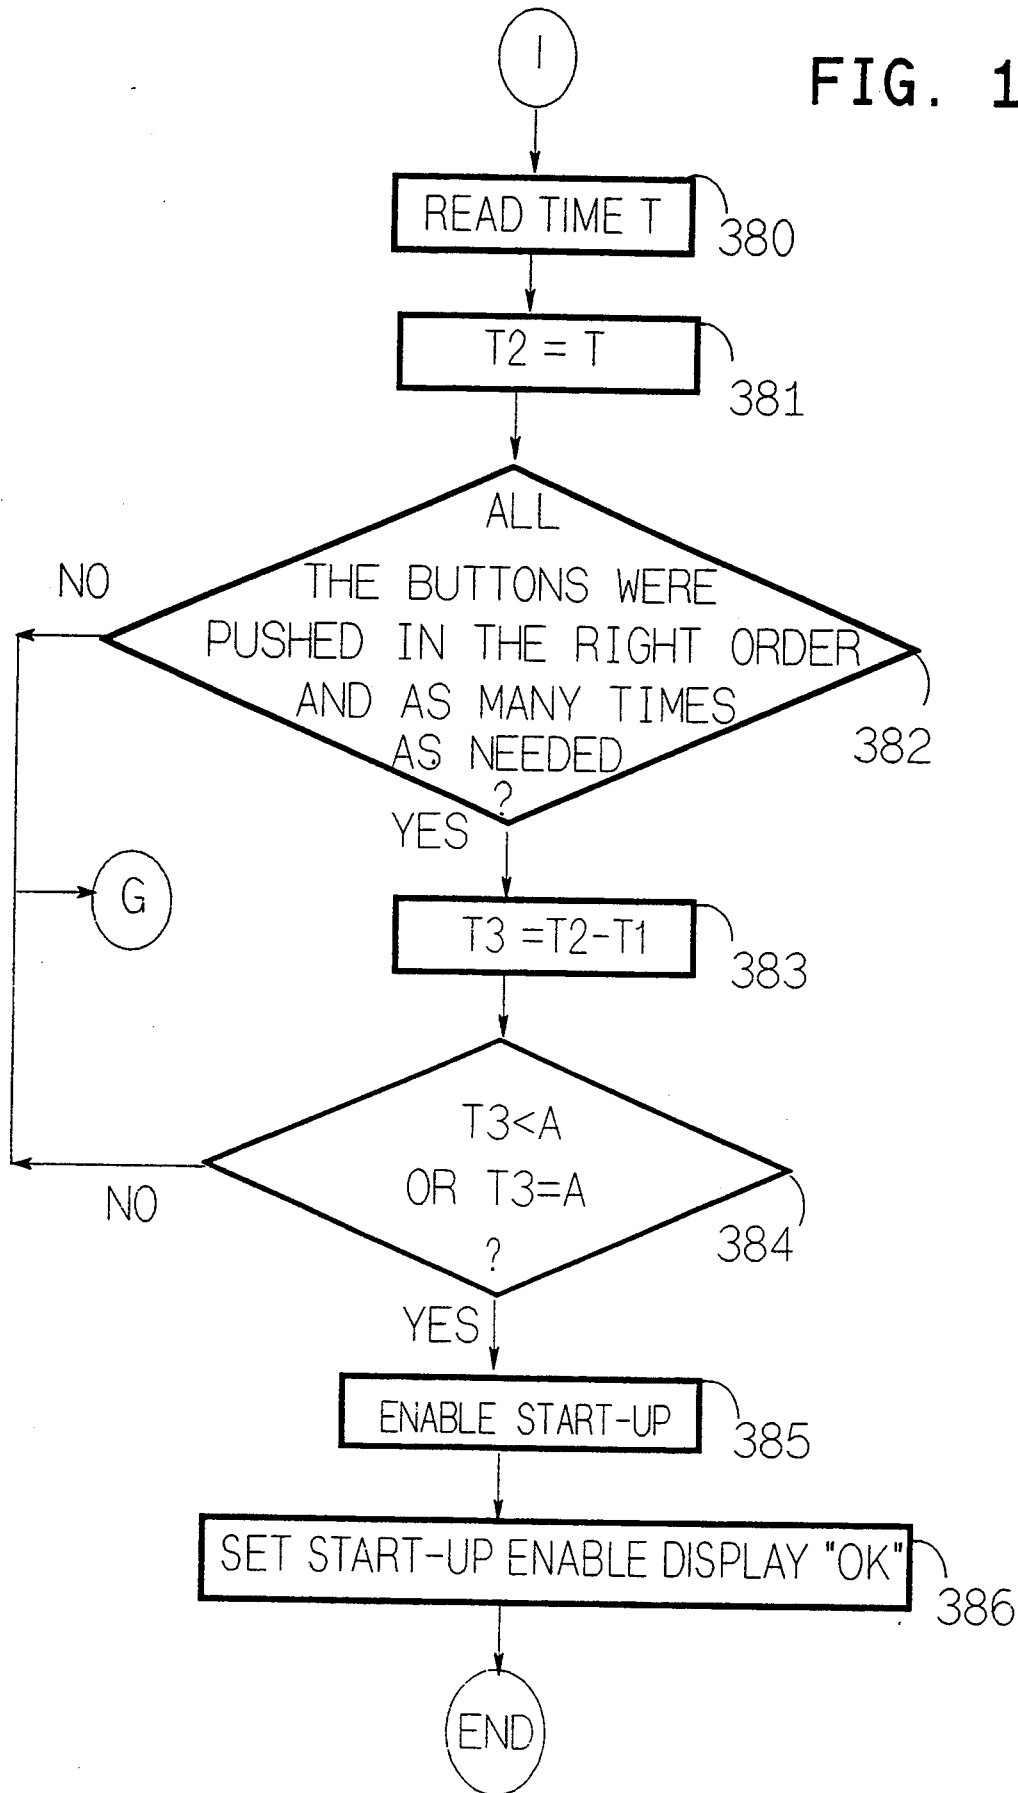 I
FIG. 1
READ TIME T
380
T2 = T
381
ALL
THE BUTTONS WERE
PUSHED IN THE RIGHT ORDER
AND AS MANY TIMES
AS NEEDED
?
NO
382
YES
G
T3 =T2-T1
383
T3<A
OR T3=A
?
NO
384
YES
ENABLE START-UP
385
SET START-UP ENABLE DISPLAY "OK"
386
END